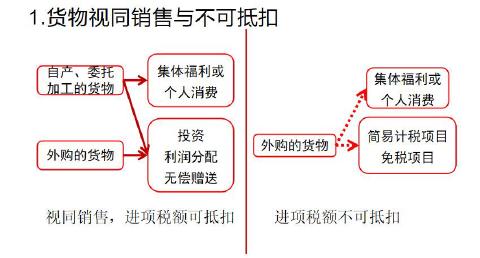 1.货物视同销售与不可抵扣
自产、委托
加工的货物
集体福利或
个人消费
外购的货物
投资
利润分配
无偿赠送
视同销售，进项税额可抵扣
集体福利或
个人消费
外购的货物
简易计税项目
免税项目
进项税额不可抵扣